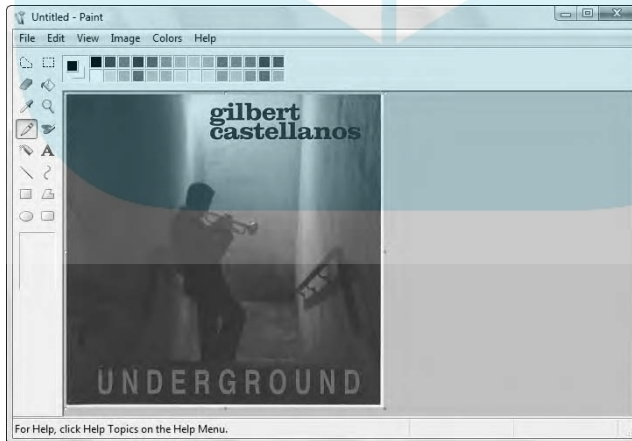 Untitled - Paint
File Edit View Image Colors Help
A
gilbert
castellanos
UNDERGROUND
For Help, click Help Topics on the Help Menu.